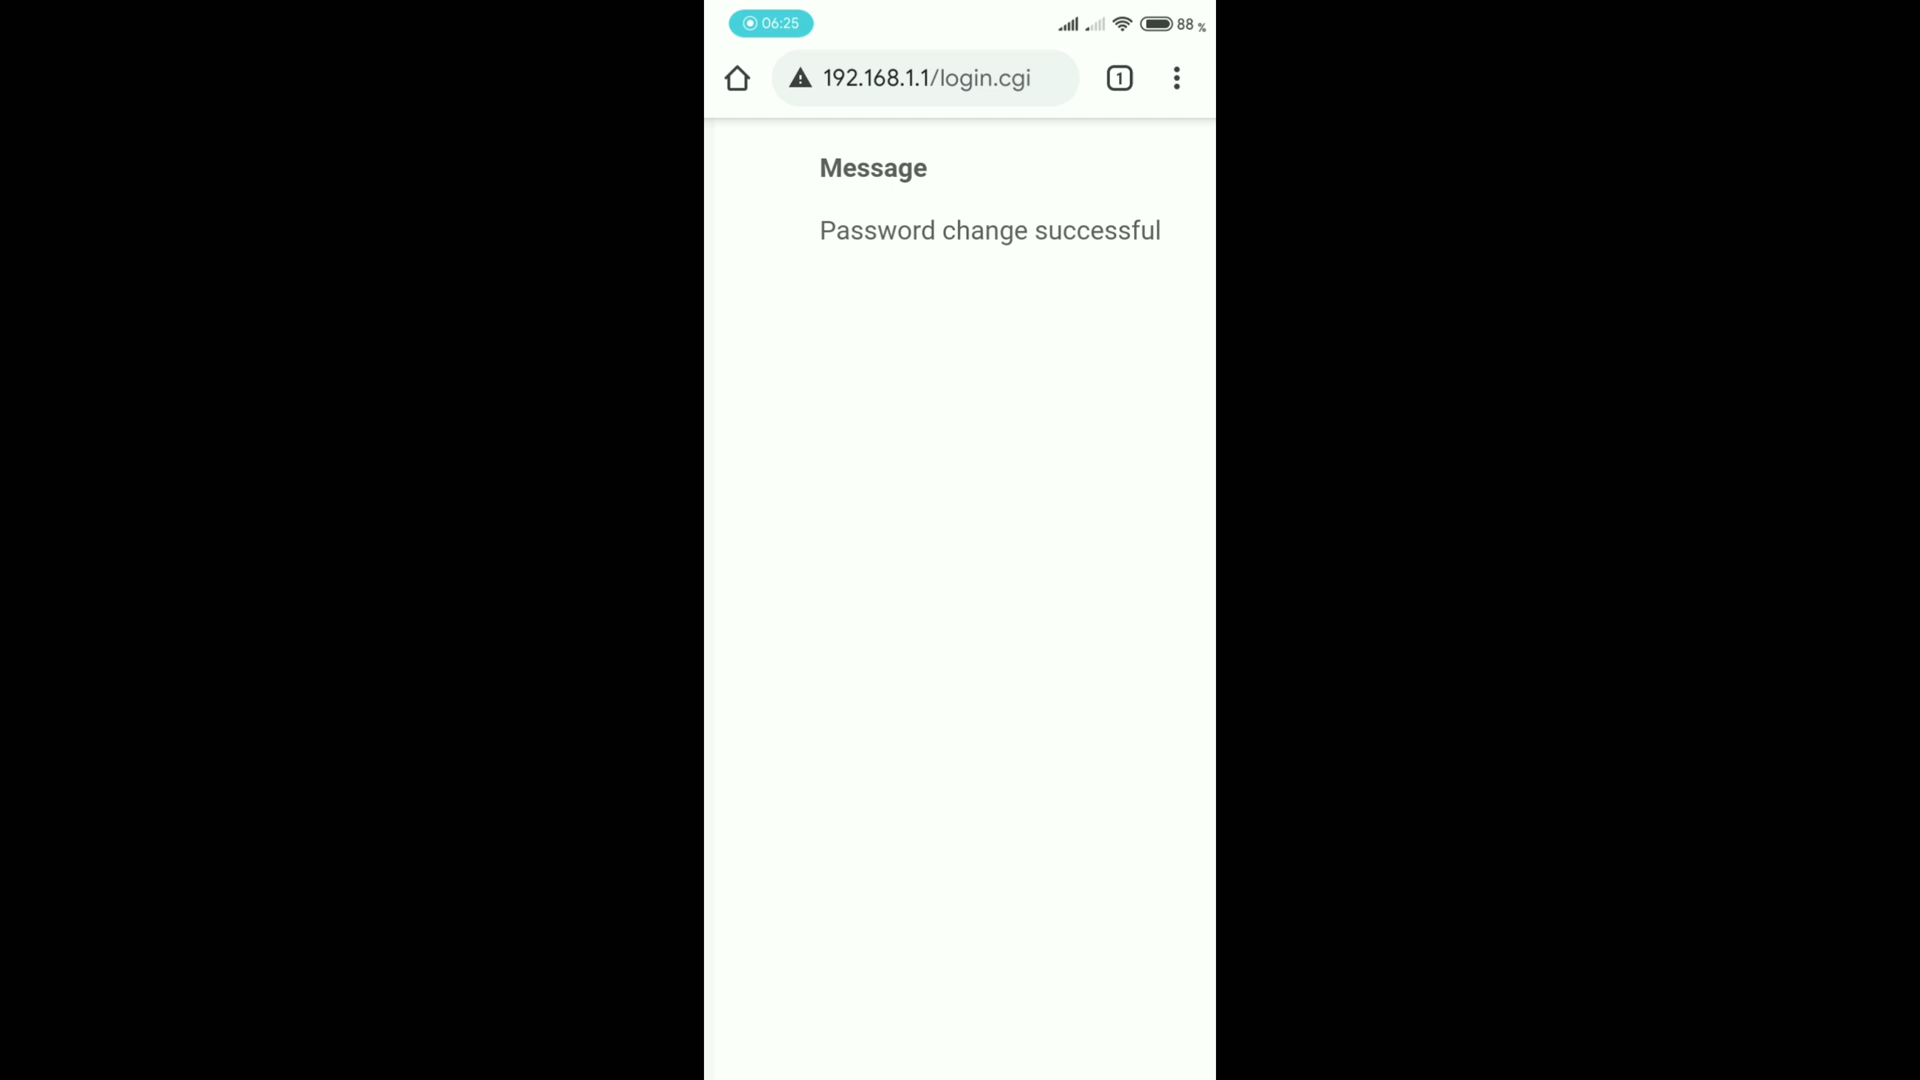 06:25
88 %
192.168.1.1/login.cgi
1
Message
Password change successful